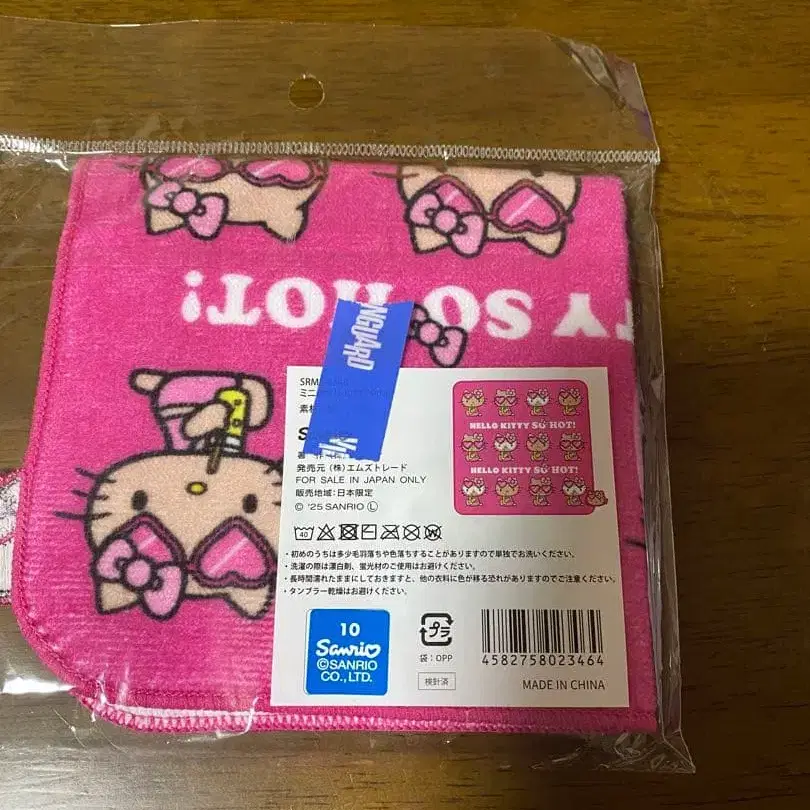 TY SO HOT!
NGUARD
VI
SRM
ミニ
素材
HELLO KITTY SO HOT!
HELLO KITTY SO HOT!
発売元 (株)エムズトレード
FOR SALE IN JAPAN ONLY
販売地域:日本限定
© '25 SANRIO Ⓛ
40
・初めのうちは多少毛羽落ちや色落ちすることがありますので単独でお洗いください。
・洗濯の際は漂白剤、蛍光材のご使用はお避けください。
・長時間濡れたままにしておきますと、他の衣料に色が移る恐れがありますのでご注意ください。
・タンブラー乾燥はお避けください。
10
Sanrio
©SANRIO
CO.,LTD.
プラ
袋:OPP
検針済
4582758023464
MADE IN CHINA